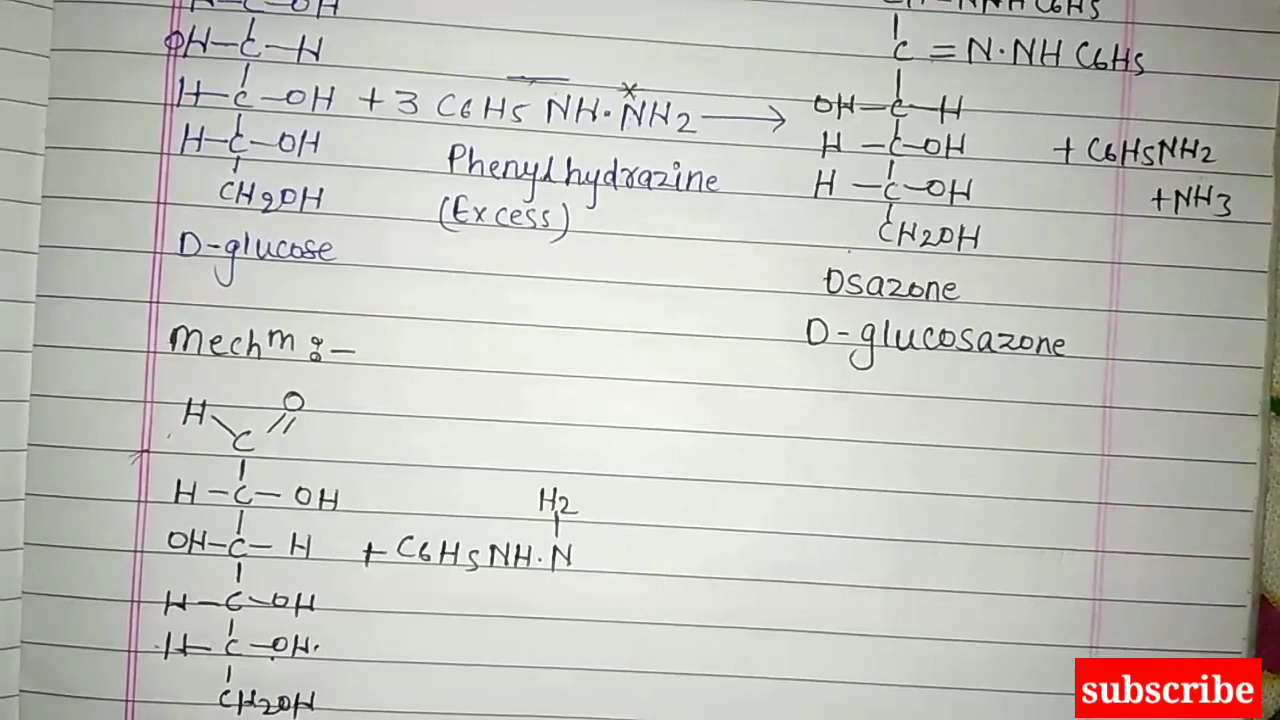 H-C-OH
OH-C-H
H-C-OH + 3 C6H5 NH·NH2 ⟶
H-C-OH
CH2OH
Phenylhydrazine
(Excess)
D-glucose
C=N·NH C6H5
OH-C-H
H-C-OH
H-C-OH
CH2OH
+ C6H5NH2
+NH3
Osazone
D-glucosazone
Mechm :-
H O
C
H-C-OH
OH-C-H + C6H5NH·N
H2
H-C-OH
H-C-OH
CH2OH
subscribe